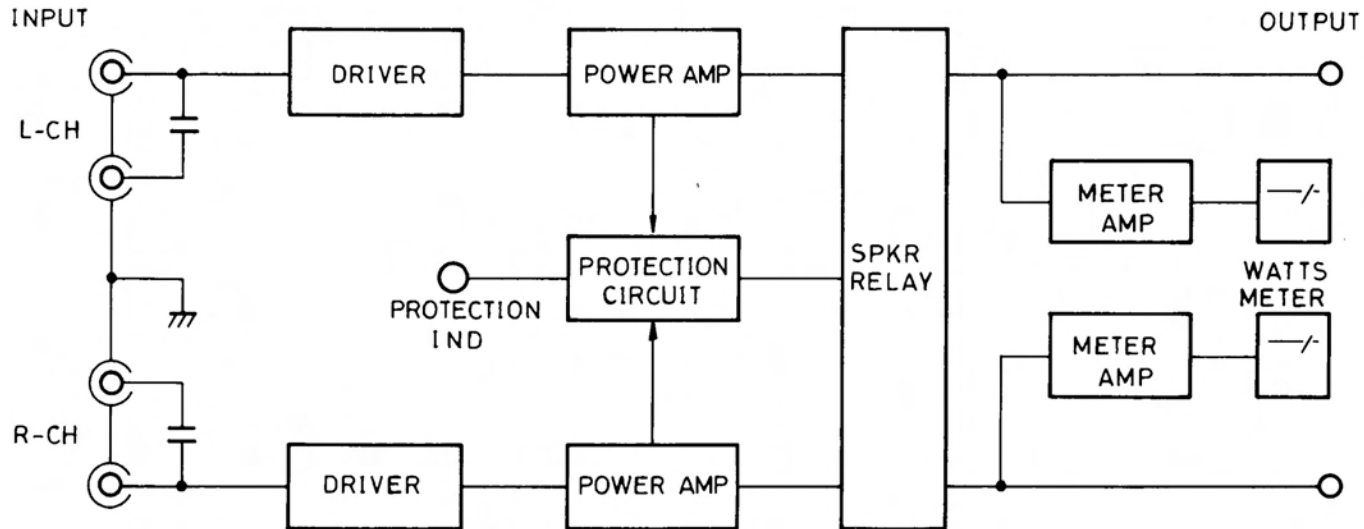 INPUT
OUTPUT
DRIVER
POWER AMP
L-CH
METER
AMP
PROTECTION
CIRCUIT
SPKR
RELAY
PROTECTION
IND
WATTS
METER
METER
AMP
R-CH
DRIVER
POWER AMP